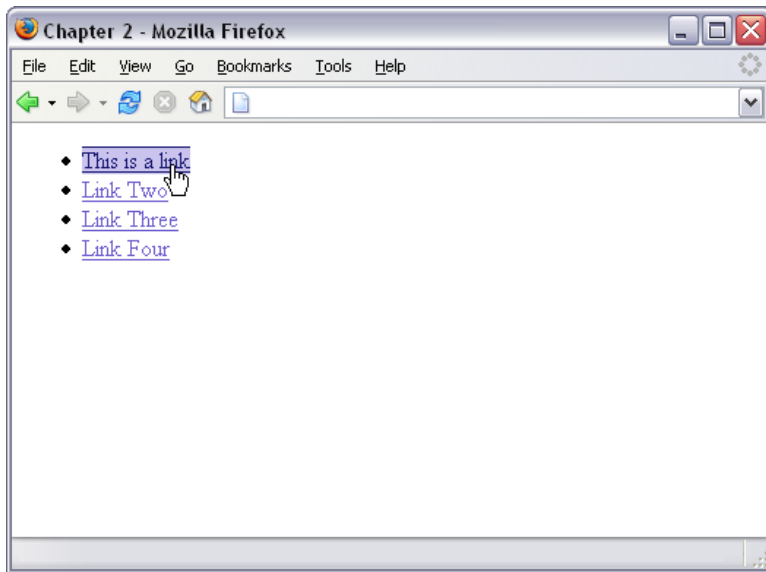 Chapter 2 - Mozilla Firefox
File Edit View Go Bookmarks Tools Help
This is a link
Link Two
Link Three
Link Four